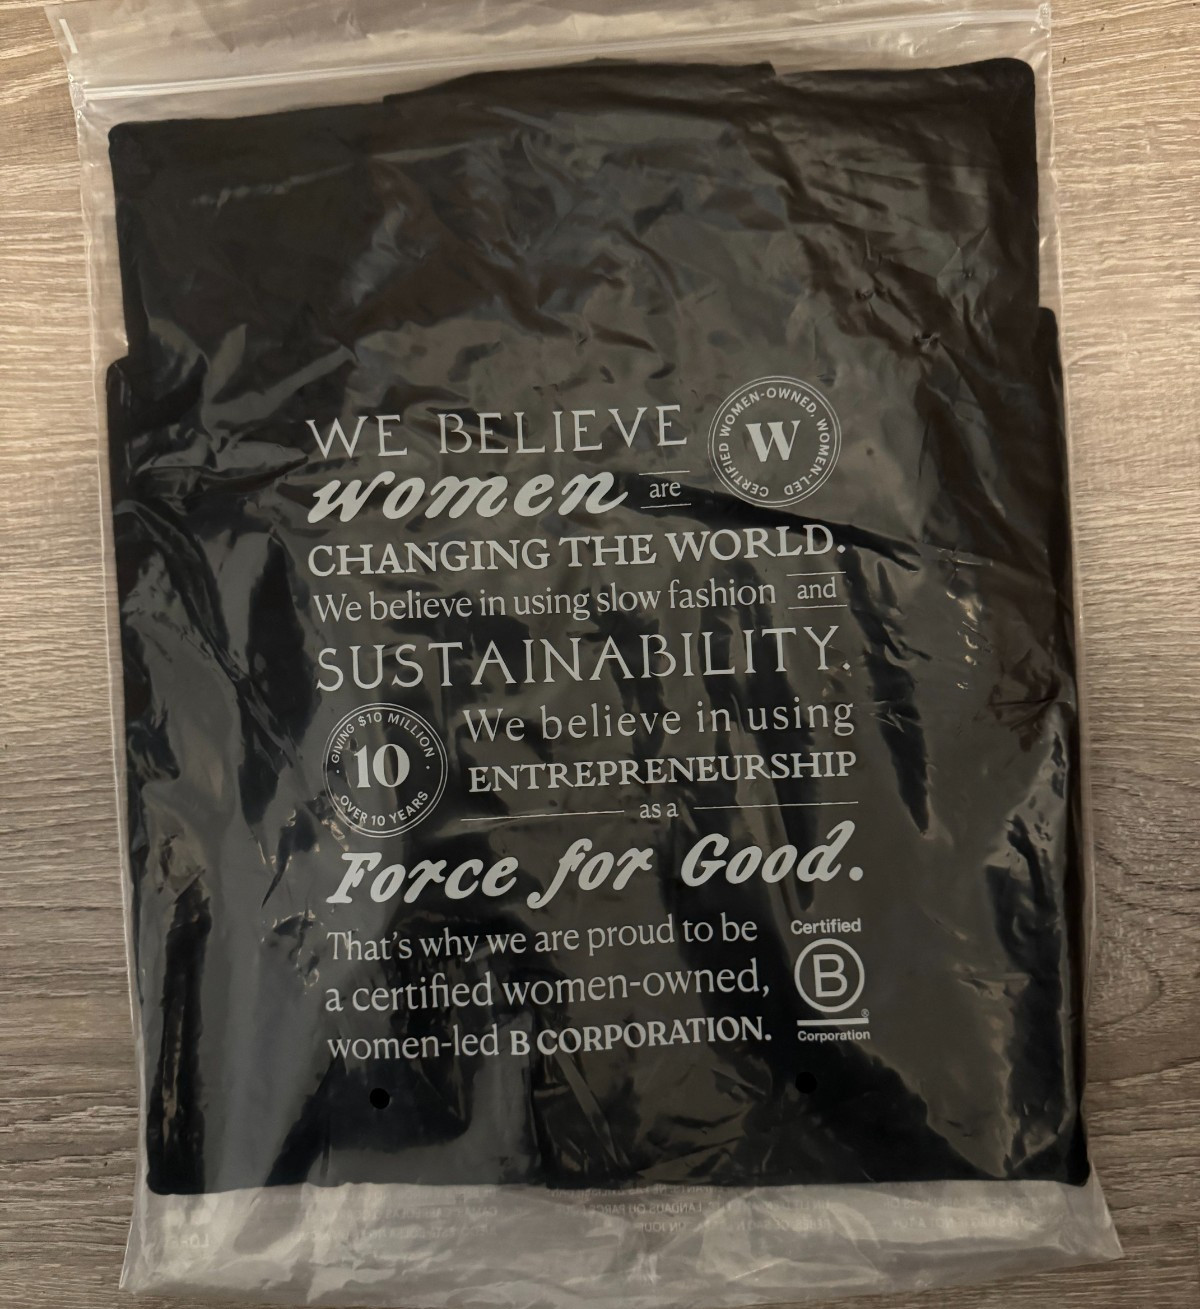 WE BELIEVE
CERTIFIED WOMEN-OWNED, WOMEN-LED
W
women are
CHANGING THE WORLD.
We believe in using slow fashion and
SUSTAINABILITY.
GIVING $10 MILLION
10
OVER 10 YEARS
We believe in using
ENTREPRENEURSHIP
as a
Force for Good.
That's why we are proud to be
a certified women-owned,
women-led B CORPORATION.
Certified
B
®
Corporation